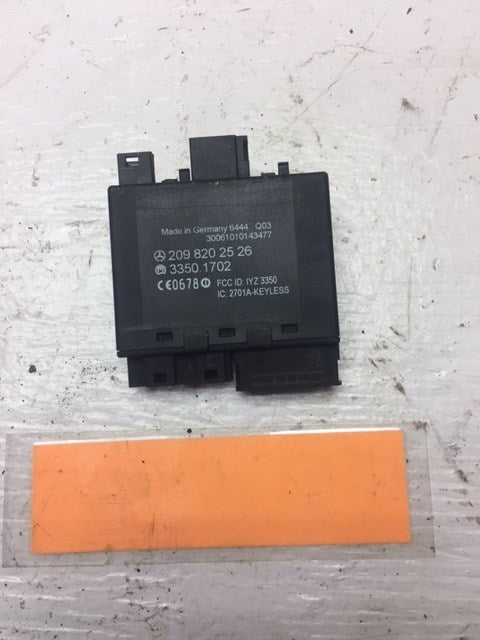 Made in Germany 6444 Q03
30061010143477
209 820 25 26
3350.1702
CE0678 FCC ID: IYZ 3350
IC: 2701A-KEYLESS